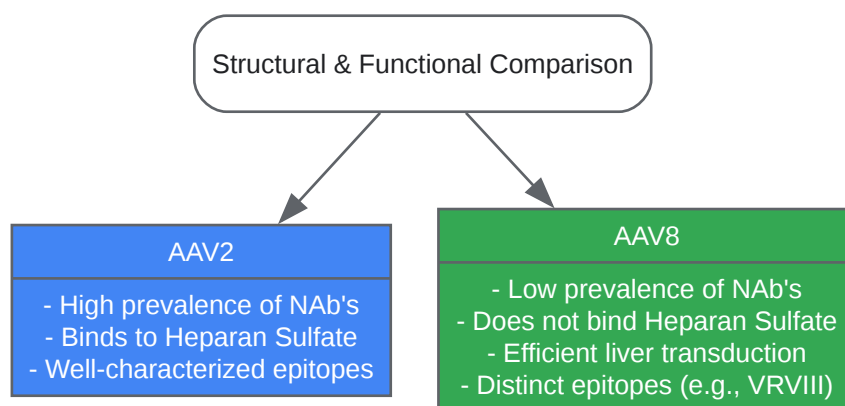 Structural & Functional Comparison
AAV2
- High prevalence of NAb's
- Binds to Heparan Sulfate
- Well-characterized epitopes
AAV8
- Low prevalence of NAb's
- Does not bind Heparan Sulfate
- Efficient liver transduction
- Distinct epitopes (e.g., VRVIII)